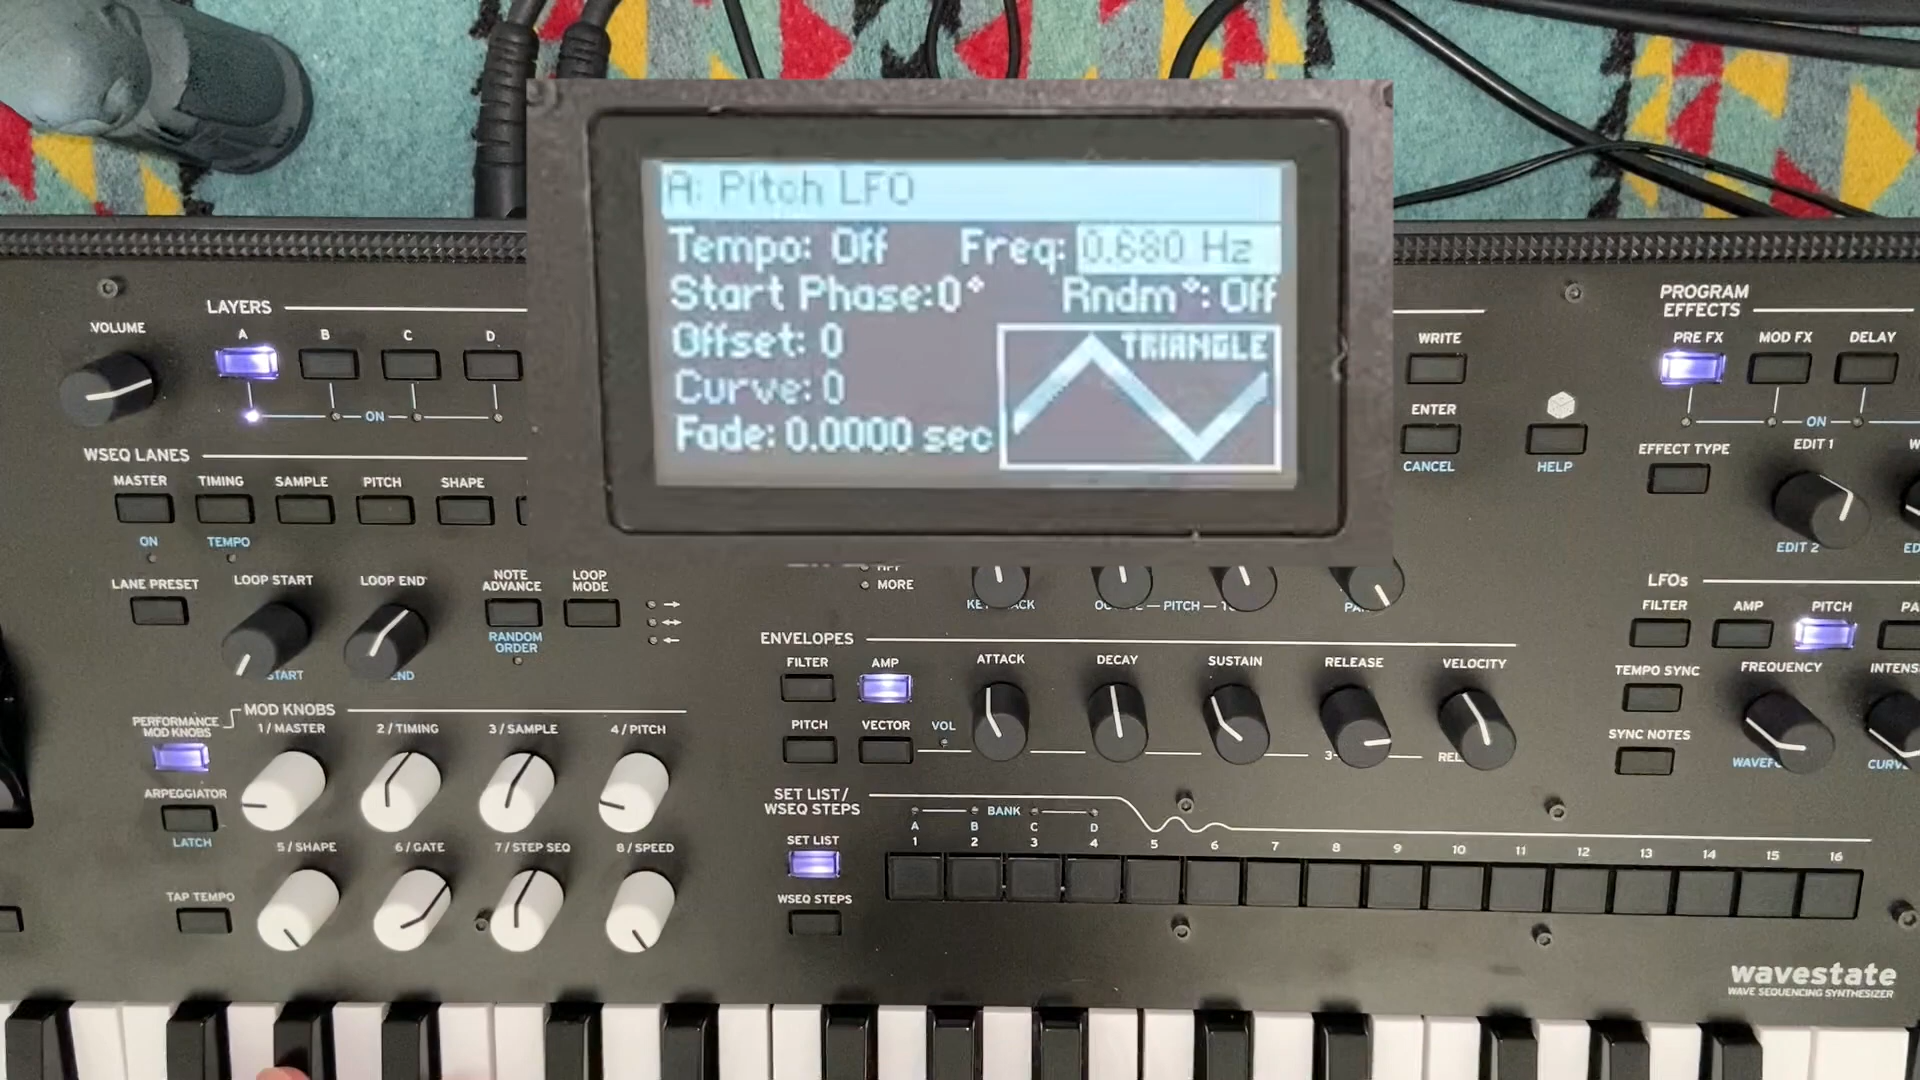 A: Pitch LFO
Tempo: Off Freq: 0.680 Hz
Start Phase:0° Rndm°: Off
Offset: 0
TRIANGLE
Curve: 0
Fade: 0.0000 sec
VOLUME
LAYERS
A B C D
ON
WSEQ LANES
MASTER TIMING SAMPLE PITCH SHAPE
ON TEMPO
LANE PRESET LOOP START LOOP END NOTE ADVANCE LOOP MODE
START END RANDOM ORDER
PERFORMANCE MOD KNOBS
MOD KNOBS
1 / MASTER 2 / TIMING 3 / SAMPLE 4 / PITCH
ARPEGGIATOR
LATCH
5 / SHAPE 6 / GATE 7 / STEP SEQ 8 / SPEED
TAP TEMPO
MORE
PITCH
ENVELOPES
FILTER AMP ATTACK DECAY SUSTAIN RELEASE VELOCITY
PITCH VECTOR VOL
SET LIST / WSEQ STEPS
BANK
A B C D
1 2 3 4 5 6 7 8 9 10 11 12 13 14 15 16
SET LIST
WSEQ STEPS
WRITE
ENTER
CANCEL
HELP
PROGRAM EFFECTS
PRE FX MOD FX DELAY
ON
EFFECT TYPE EDIT 1
EDIT 2
LFOs
FILTER AMP PITCH
TEMPO SYNC FREQUENCY
SYNC NOTES
wavestate
WAVE SEQUENCING SYNTHESIZER